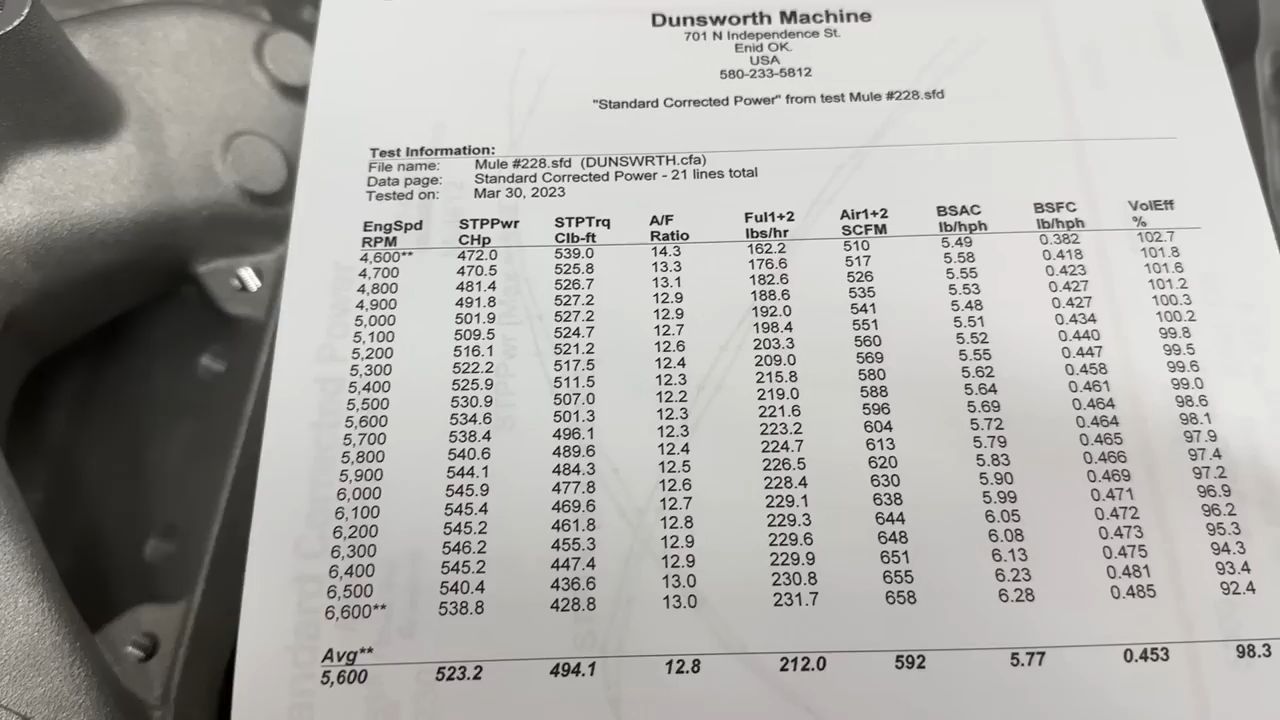 Dunsworth Machine
701 N Independence St.
Enid OK.
USA
580-233-5812
"Standard Corrected Power" from test Mule #228.sfd
Test Information:
File name: Mule #228.sfd (DUNSWRTH.cfa)
Data page: Standard Corrected Power - 21 lines total
Tested on: Mar 30, 2023
EngSpd STPPwr STPTrq A/F Ful1+2 Air1+2 BSAC BSFC VolEff
RPM CHp Clb-ft Ratio lbs/hr SCFM lb/hph lb/hph %
4,600** 472.0 539.0 14.3 162.2 510 5.49 0.382 102.7
4,700 470.5 525.8 13.3 176.6 517 5.58 0.418 101.8
4,800 481.4 526.7 13.1 182.6 526 5.55 0.423 101.6
4,900 491.8 527.2 12.9 188.6 535 5.53 0.427 101.2
5,000 501.9 527.2 12.9 192.0 541 5.48 0.427 100.3
5,100 509.5 524.7 12.7 198.4 551 5.51 0.434 100.2
5,200 516.1 521.2 12.6 203.3 560 5.52 0.440 99.8
5,300 522.2 517.5 12.4 209.0 569 5.55 0.447 99.5
5,400 525.9 511.5 12.3 215.8 580 5.62 0.458 99.6
5,500 530.9 507.0 12.2 219.0 588 5.64 0.461 99.0
5,600 534.6 501.3 12.3 221.6 596 5.69 0.464 98.6
5,700 538.4 496.1 12.3 223.2 604 5.72 0.464 98.1
5,800 540.6 489.6 12.4 224.7 613 5.79 0.465 97.9
5,900 544.1 484.3 12.5 226.5 620 5.83 0.466 97.4
6,000 545.9 477.8 12.6 228.4 630 5.90 0.469 97.2
6,100 545.4 469.6 12.7 229.1 638 5.99 0.471 96.9
6,200 545.2 461.8 12.8 229.3 644 6.05 0.472 96.2
6,300 546.2 455.3 12.9 229.6 648 6.08 0.473 95.3
6,400 545.2 447.4 12.9 229.9 651 6.13 0.475 94.3
6,500 540.4 436.6 13.0 230.8 655 6.23 0.481 93.4
6,600** 538.8 428.8 13.0 231.7 658 6.28 0.485 92.4
Avg**
5,600 523.2 494.1 12.8 212.0 592 5.77 0.453 98.3